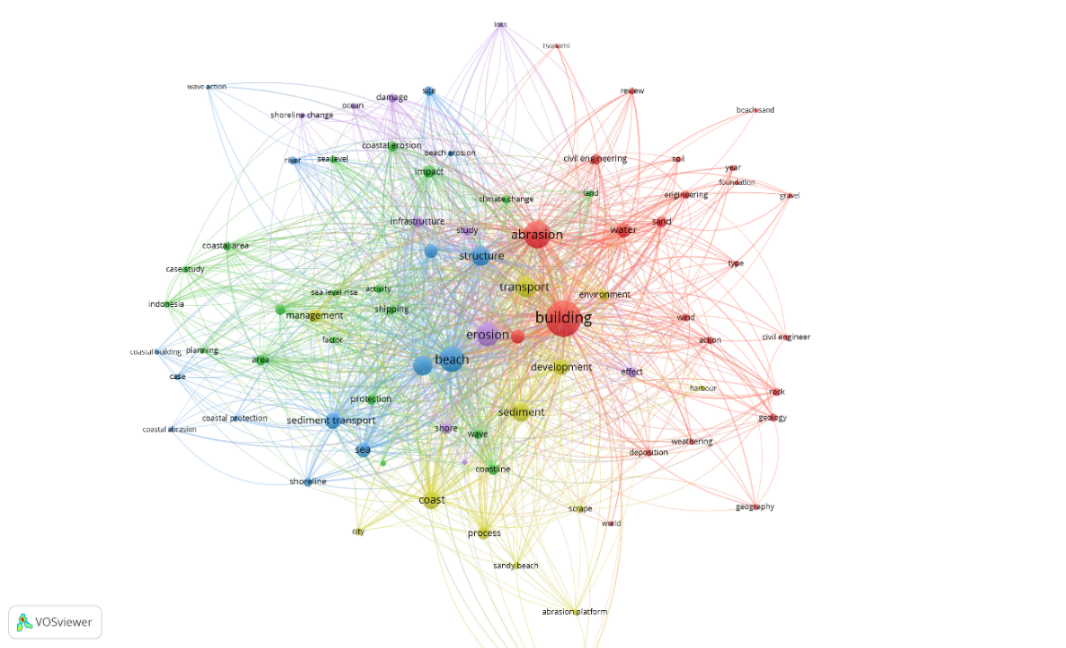 loss
tsunami
wave action
site
review
damage
ocean
beach sand
shoreline change
coastal erosion
beach erosion
river
sea level
civil engineering
soil
impact
year
foundation
climate change
land
engineering
gravel
infrastructure
study
abrasion
water
sand
coastal area
structure
case study
type
transport
sea level rise
activity
environment
indonesia
shipping
management
building
wind
erosion
factor
action
civil engineer
coastal building
planning
area
beach
development
effect
case
harbour
rock
protection
sediment
coastal protection
sediment transport
geology
coastal abrasion
shore
wave
weathering
sea
deposition
coastline
shoreline
coast
geography
scrape
world
city
process
sandy beach
abrasion platform
VOSviewer